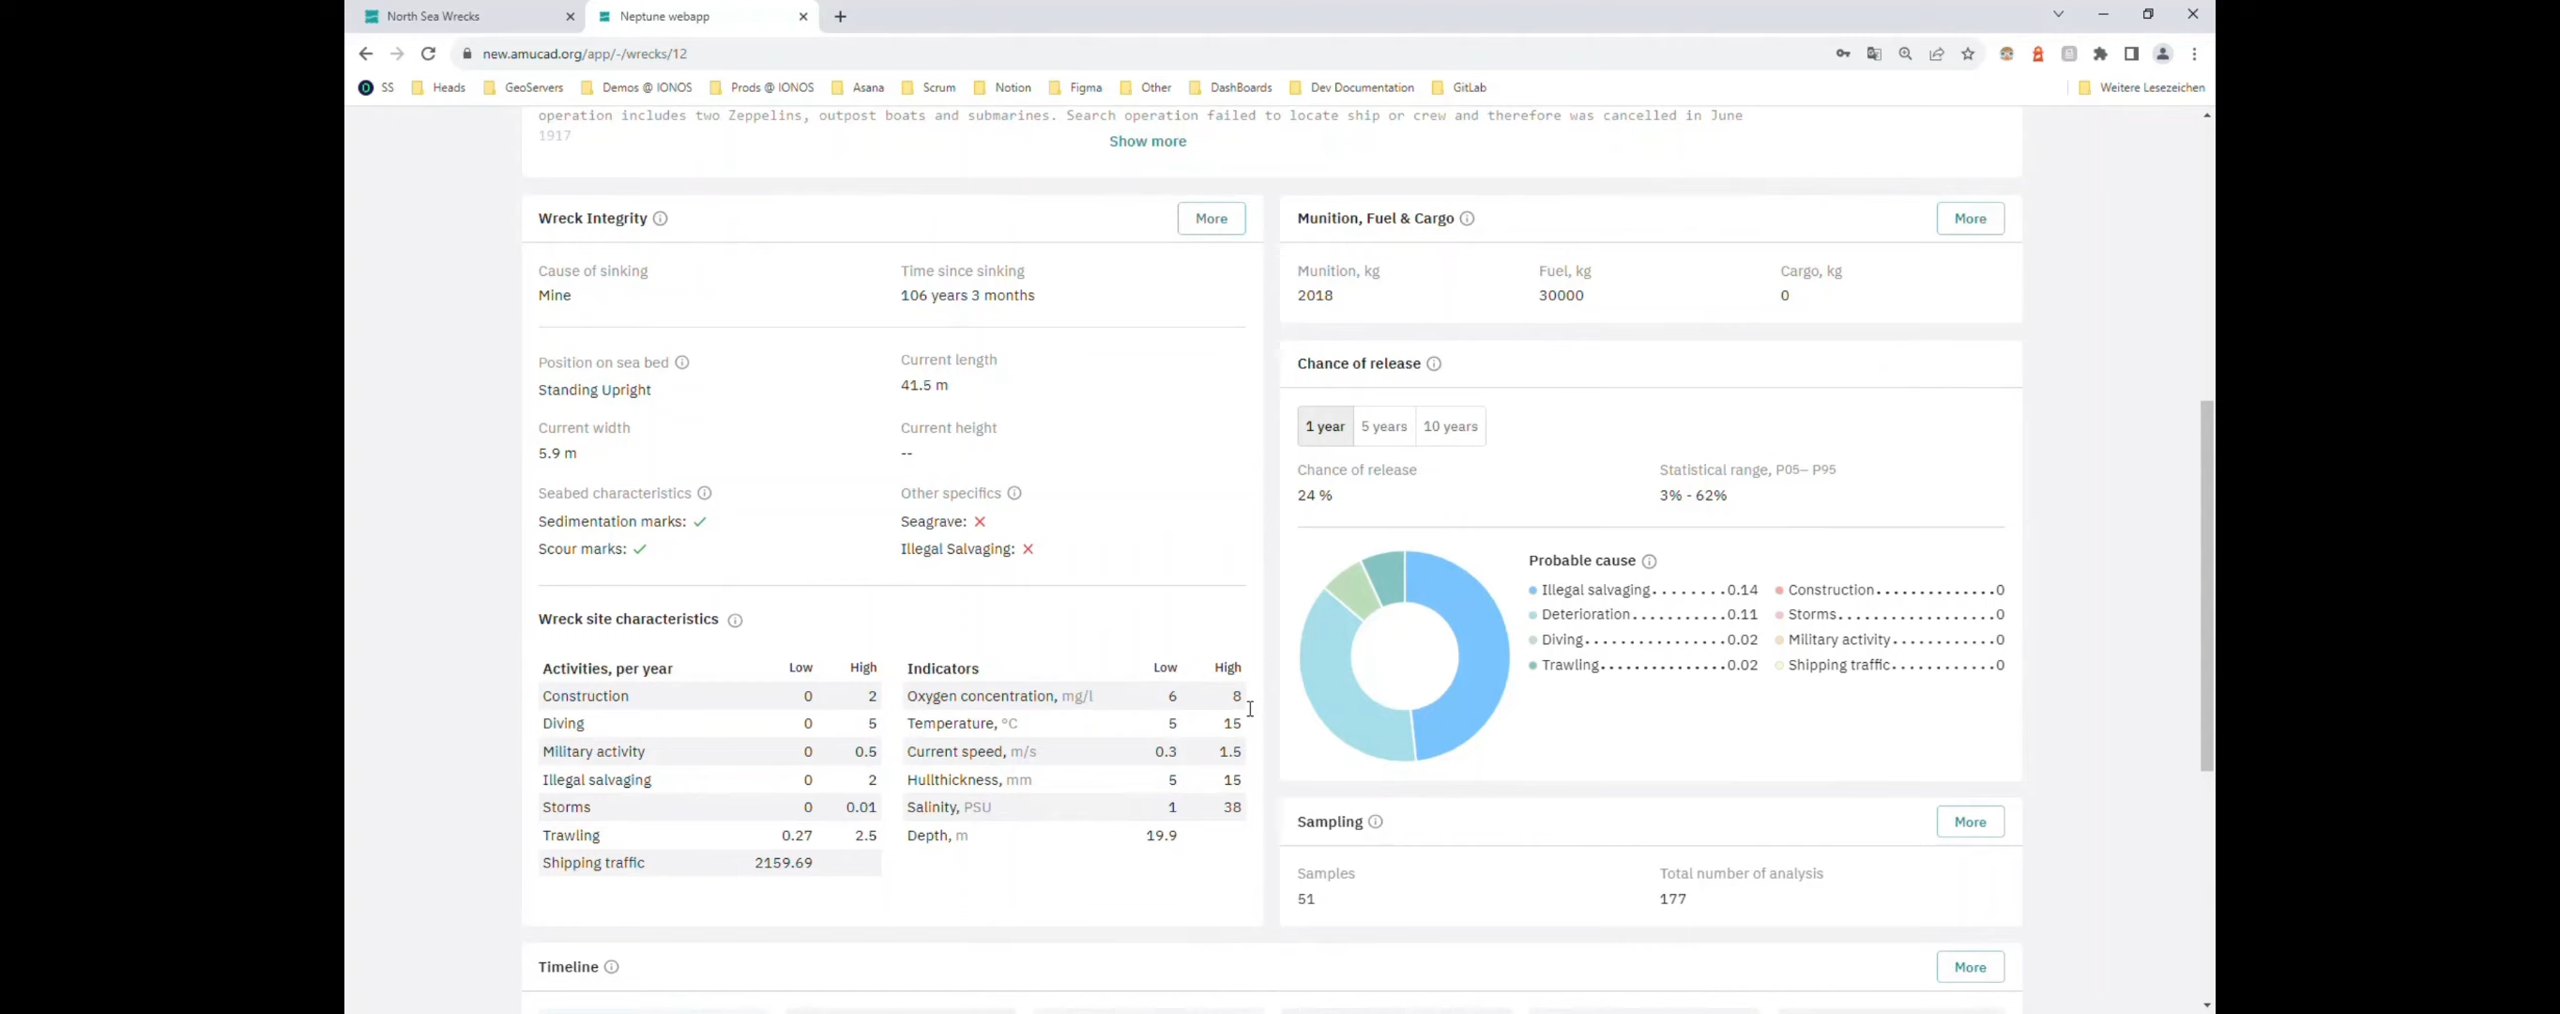 North Sea Wrecks
Neptune webapp
new.amucad.org/app/-/wrecks/12
SS
Heads
GeoServers
Demos @ IONOS
Prods @ IONOS
Asana
Scrum
Notion
Figma
Other
DashBoards
Dev Documentation
GitLab
Weitere Lesezeichen
operation includes two Zeppelins, outpost boats and submarines. Search operation failed to locate ship or crew and therefore was cancelled in June
1917
Show more
Wreck Integrity
More
Cause of sinking
Mine
Time since sinking
106 years 3 months
Position on sea bed
Standing Upright
Current length
41.5 m
Current width
5.9 m
Current height
--
Seabed characteristics
Sedimentation marks: ✓
Scour marks: ✓
Other specifics
Seagrave: ✗
Illegal Salvaging: ✗
Wreck site characteristics
Activities, per year Low High
Construction 0 2
Diving 0 5
Military activity 0 0.5
Illegal salvaging 0 2
Storms 0 0.01
Trawling 0.27 2.5
Shipping traffic 2159.69
Indicators Low High
Oxygen concentration, mg/l 6 8
Temperature, °C 5 15
Current speed, m/s 0.3 1.5
Hullthickness, mm 5 15
Salinity, PSU 1 38
Depth, m 19.9
Munition, Fuel & Cargo
More
Munition, kg
2018
Fuel, kg
30000
Cargo, kg
0
Chance of release
1 year 5 years 10 years
Chance of release
24 %
Statistical range, P05– P95
3% - 62%
Probable cause
Illegal salvaging........0.14
Deterioration...........0.11
Diving.................0.02
Trawling...............0.02
Construction.............0
Storms.................0
Military activity...........0
Shipping traffic...........0
Sampling
More
Samples
51
Total number of analysis
177
Timeline
More